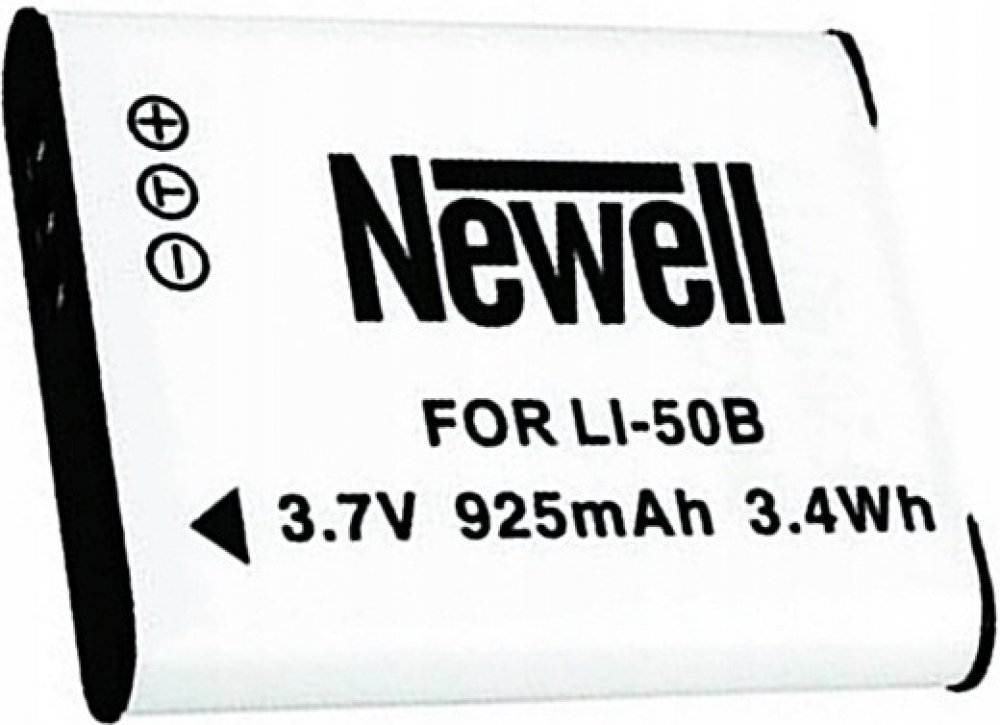 +
T
-
Newell
FOR LI-50B
3.7V 925mAh 3.4Wh